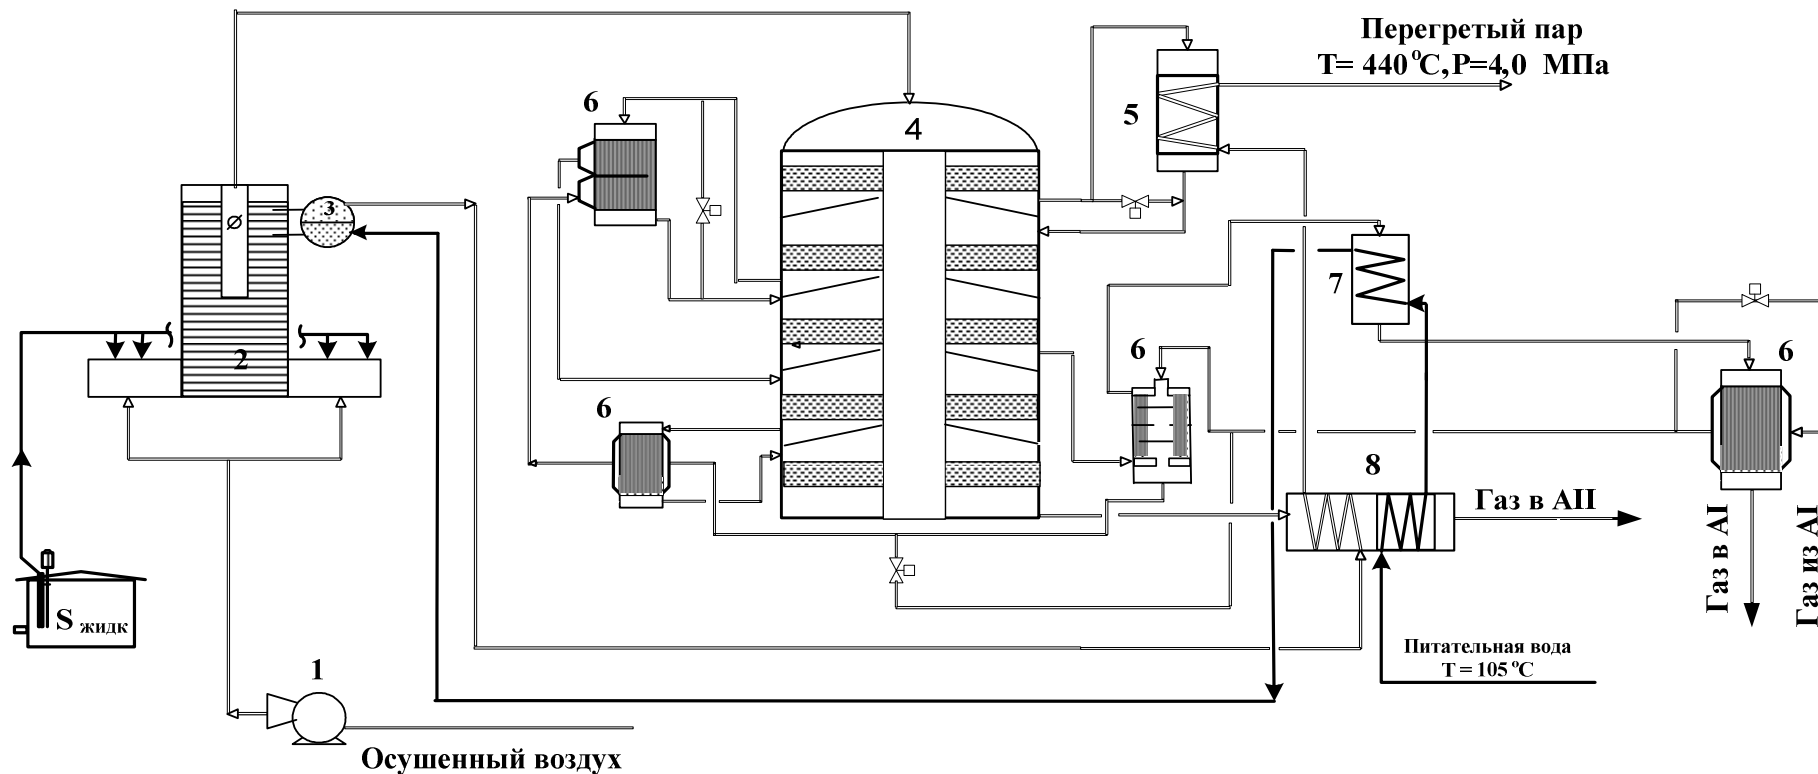 Перегретый пар
T= 440 °C, P=4,0 МПа
6
4
5
3
7
2
6
6
6
8
Газ в АII
Газ в АI
Газ из АI
S жидк
Питательная вода
T = 105 °C
1
Осушенный воздух